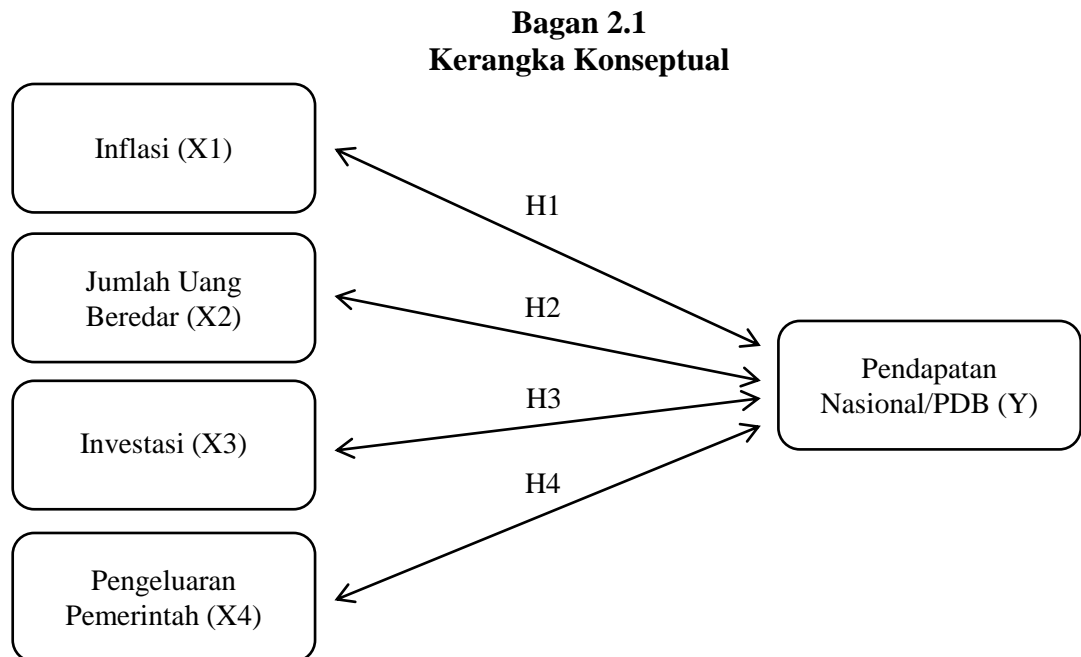 Bagan 2.1
Kerangka Konseptual
Inflasi (X1)
H1
Jumlah Uang
Beredar (X2)
H2
Pendapatan
Nasional/PDB (Y)
H3
Investasi (X3)
H4
Pengeluaran
Pemerintah (X4)